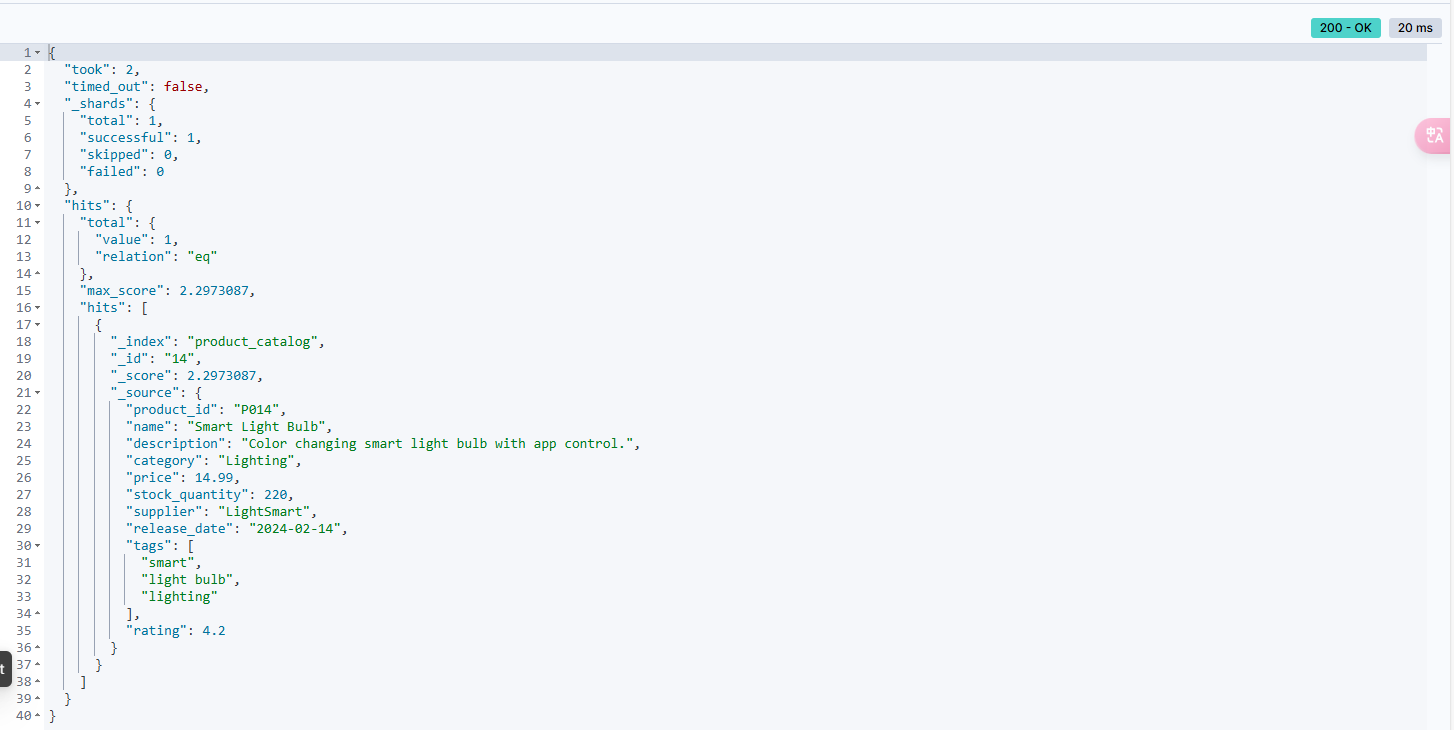 200 - OK 20 ms
1 {
2 "took": 2,
3 "timed_out": false,
4 "_shards": {
5 "total": 1,
6 "successful": 1,
7 "skipped": 0,
8 "failed": 0
9 },
10 "hits": {
11 "total": {
12 "value": 1,
13 "relation": "eq"
14 },
15 "max_score": 2.2973087,
16 "hits": [
17 {
18 "_index": "product_catalog",
19 "_id": "14",
20 "_score": 2.2973087,
21 "_source": {
22 "product_id": "P014",
23 "name": "Smart Light Bulb",
24 "description": "Color changing smart light bulb with app control.",
25 "category": "Lighting",
26 "price": 14.99,
27 "stock_quantity": 220,
28 "supplier": "LightSmart",
29 "release_date": "2024-02-14",
30 "tags": [
31 "smart",
32 "light bulb",
33 "lighting"
34 ],
35 "rating": 4.2
36 }
37 }
38 ]
39 }
40 }
中A
t